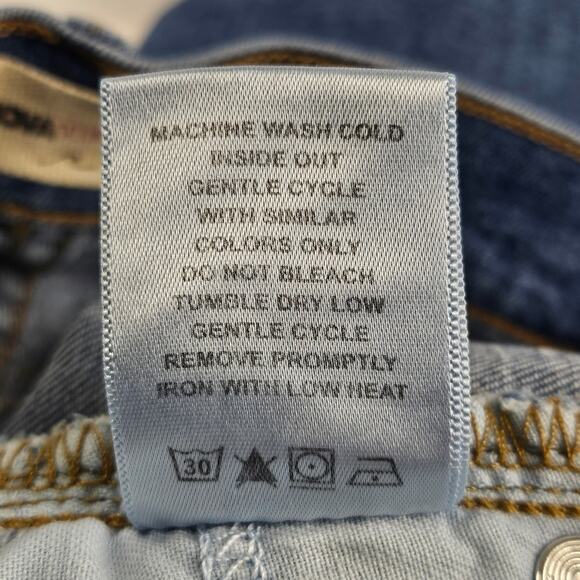 OVA
MACHINE WASH COLD
INSIDE OUT
GENTLE CYCLE
WITH SIMILAR
COLORS ONLY
DO NOT BLEACH
TUMBLE DRY LOW
GENTLE CYCLE
REMOVE PROMPTLY
IRON WITH LOW HEAT
30